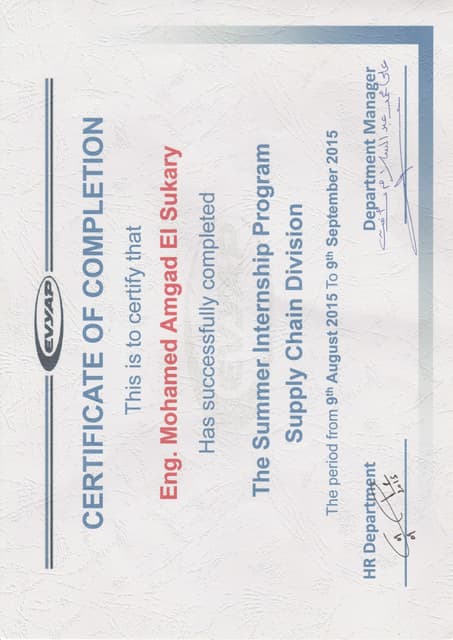 EVYAP
CERTIFICATE OF COMPLETION
This is to certify that
Eng. Mohamed Amgad El Sukary
Has successfully completed
The Summer Internship Program
Supply Chain Division
The period from 9th August 2015 To 9th September 2015
HR Department
Department Manager